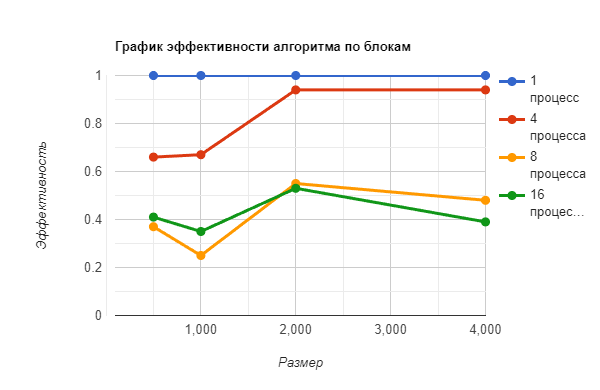 График эффективности алгоритма по блокам
1
0.8
0.6
0.4
0.2
0
Эффективность
1,000
2,000
3,000
4,000
Размер
1
процесс
4
процесса
8
процесса
16
процес…